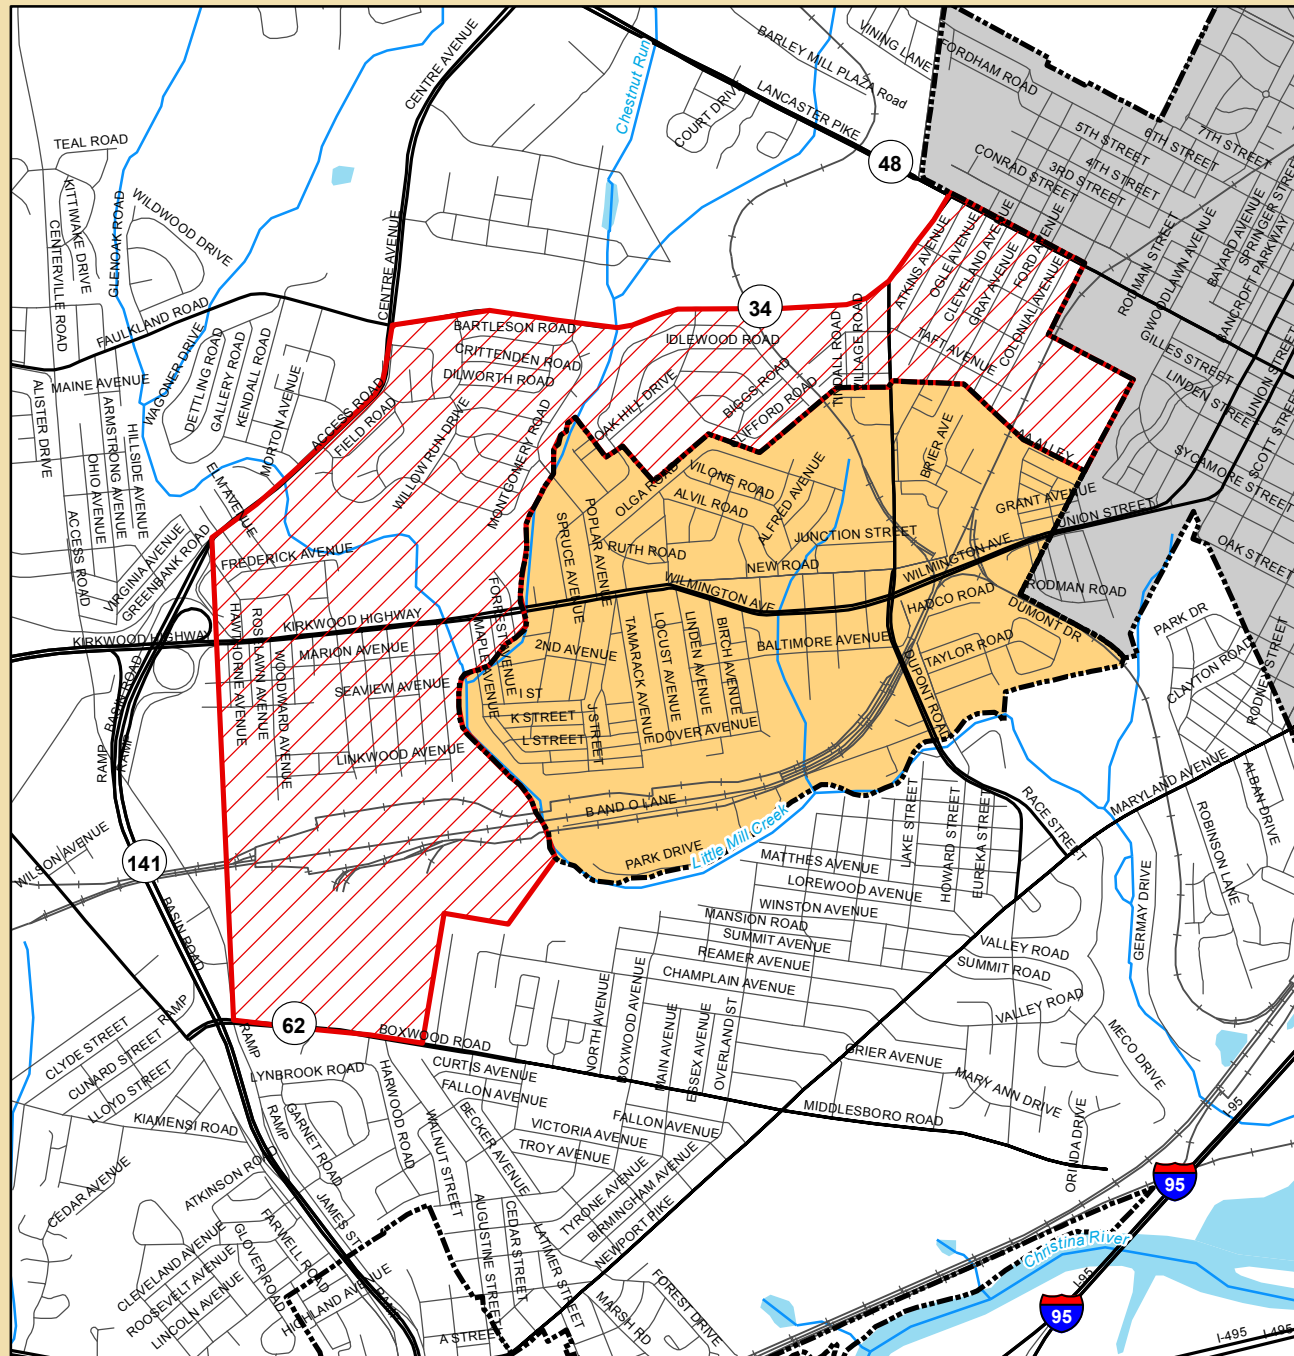 CENTRE AVENUE
Chestnut Run
BARLEY MILL PLAZA Road
VINING LANE
FORDHAM ROAD
LANCASTER PIKE
COURT DRIVE
48
5TH STREET
6TH STREET
7TH STREET
CONRAD STREET
3RD STREET
4TH STREET
TEAL ROAD
KITTIWAKE DRIVE
CENTERVILLE ROAD
GLENOAK ROAD
WILDWOOD DRIVE
CENTRE AVENUE
FAULKLAND ROAD
RODMAN STREET
WOODLAWN AVENUE
BAYARD AVENUE
SPRINGER STREET
BANCROFT PARKWAY
UNION STREET
SCOTT STREET
GILLES STREET
LINDEN STREET
SYCAMORE STREET
OAK STREET
ATKINS AVENUE
OGLE AVENUE
CLEVELAND AVENUE
GRAY AVENUE
FORD AVENUE
COLONIAL AVENUE
TAFT AVENUE
34
BARTLESON ROAD
CRITTENDEN ROAD
DILWORTH ROAD
IDLEWOOD ROAD
TINDALL ROAD
VILLAGE ROAD
OAK HILL DRIVE
BIGGS ROAD
CLIFFORD ROAD
WAGONER DRIVE
DETTLING ROAD
GALLERY ROAD
KENDALL ROAD
MORTON AVENUE
ACCESS ROAD
FIELD ROAD
WILLOW RUN DRIVE
MONTGOMERY ROAD
MAINE AVENUE
ALISTER DRIVE
ARMSTRONG AVENUE
HILLSIDE AVENUE
OHIO AVENUE
ACCESS ROAD
VIRGINIA AVENUE
GREENBANK ROAD
E M AVENUE
FREDERICK AVENUE
KIRKWOOD HIGHWAY
KIRKWOOD HIGHWAY
HAWTHORNE AVENUE
ROSELAWN AVENUE
WOODWARD AVENUE
MARION AVENUE
SEAVIEW AVENUE
LINKWOOD AVENUE
FORREST AVENUE
MAPLE AVENUE
BRIER AVE
AA ALLEY
GRANT AVENUE
UNION STREET
OLGA ROAD
VILONE ROAD
ALVIL ROAD
ALFRED AVENUE
POPLAR AVENUE
SPRUCE AVENUE
RUTH ROAD
JUNCTION STREET
NEW ROAD
WILMINGTON AVE
WILMINGTON AVE
HADCO ROAD
RODMAN ROAD
DUMONT DR
TAYLOR ROAD
DUPONT ROAD
BALTIMORE AVENUE
2ND AVENUE
I ST
K STREET
L STREET
J STREET
TAMARACK AVENUE
LOCUST AVENUE
LINDEN AVENUE
BIRCH AVENUE
DOVER AVENUE
B AND O LANE
PARK DRIVE
Little Mill Creek
PARK DR
CLAYTON ROAD
RODNEY STREET
MARYLAND AVENUE
ALBAN DRIVE
ROBINSON LANE
GERMAY DRIVE
RACE STREET
LAKE STREET
HOWARD STREET
EUREKA STREET
BASIN ROAD
RAMP
RAMP
WILSON AVENUE
141
BASIN ROAD
MATTHES AVENUE
LOREWOOD AVENUE
WINSTON AVENUE
MANSION ROAD
SUMMIT AVENUE
REAMER AVENUE
CHAMPLAIN AVENUE
VALLEY ROAD
SUMMIT ROAD
VALLEY ROAD
MECO DRIVE
62
BOXWOOD ROAD
RAMP
RAMP
CLYDE STREET
CUNARD STREET
LLOYD STREET
KIAMENSI ROAD
CEDAR AVENUE
LYNBROOK ROAD
RAMP
GARNET ROAD
HARWOOD ROAD
CURTIS AVENUE
FALLON AVENUE
NORTH AVENUE
BOXWOOD AVENUE
MAIN AVENUE
ESSEX AVENUE
OVERLAND ST
GRIER AVENUE
MARY ANN DRIVE
MIDDLESBORO ROAD
ORINDA DRIVE
BECKER AVENUE
WALNUT STREET
VICTORIA AVENUE
TROY AVENUE
FALLON AVENUE
TYRONE AVENUE
BIRMINGHAM AVENUE
NEWPORT PIKE
ATKINSON ROAD
JAMES ST
FARWELL ROAD
GLOVER ROAD
CLEVELAND AVENUE
ROOSEVELT AVENUE
LINCOLN AVENUE
HIGHLAND AVENUE
RAMP
AUGUSTINE STREET
CEDAR STREET
LATIMER STREET
A STREE
MARSH RD
FOREST DRIVE
I-95
95
Christina River
I-95
95
I-495
I-495